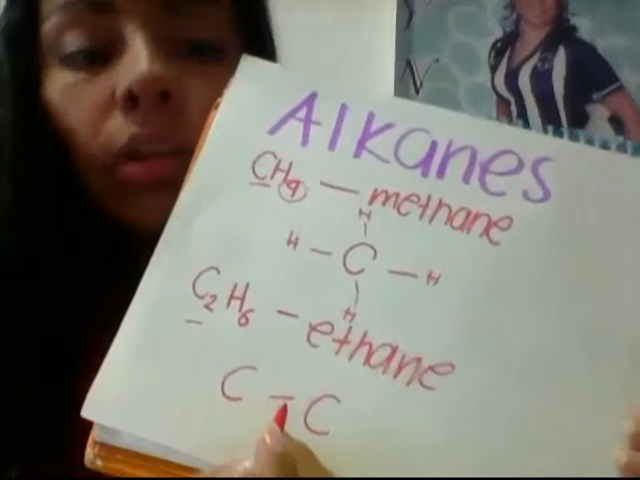 N
Alkanes
CH4 — methane
H
H — C — H
H
C2H6 — ethane
C — C